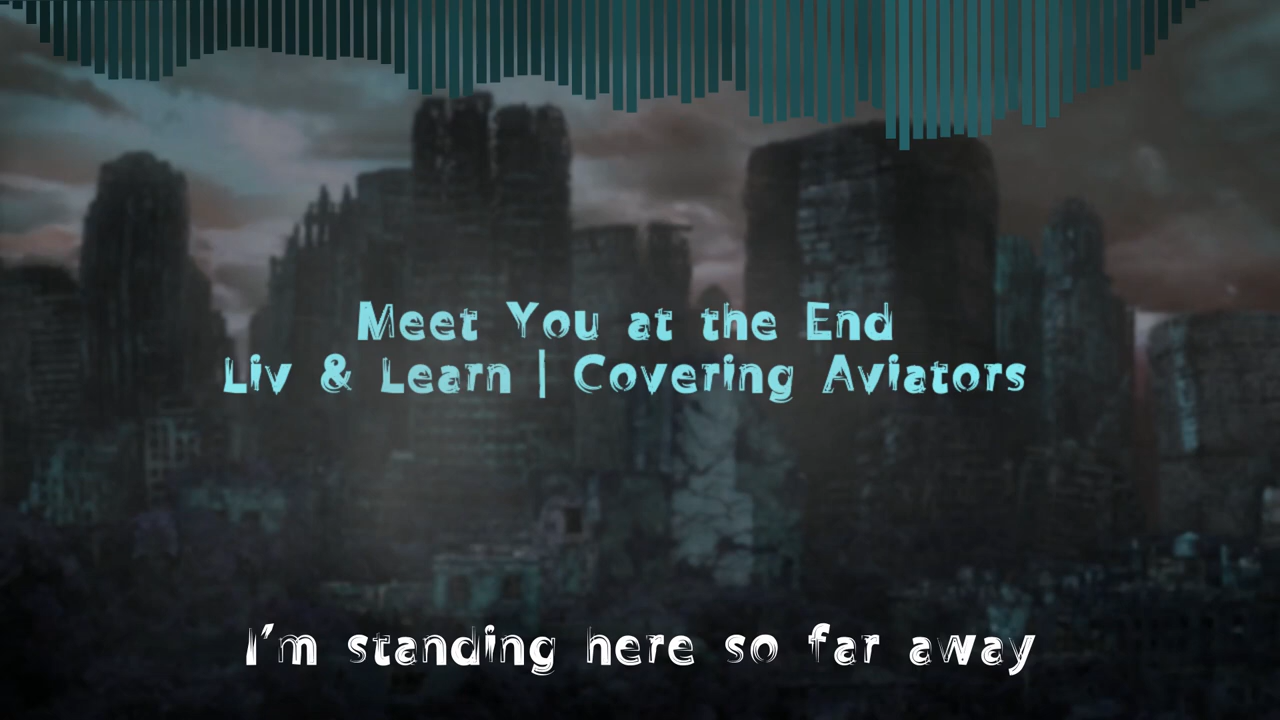 Meet You at the End
Liv & Learn | Covering Aviators
I'm standing here so far away